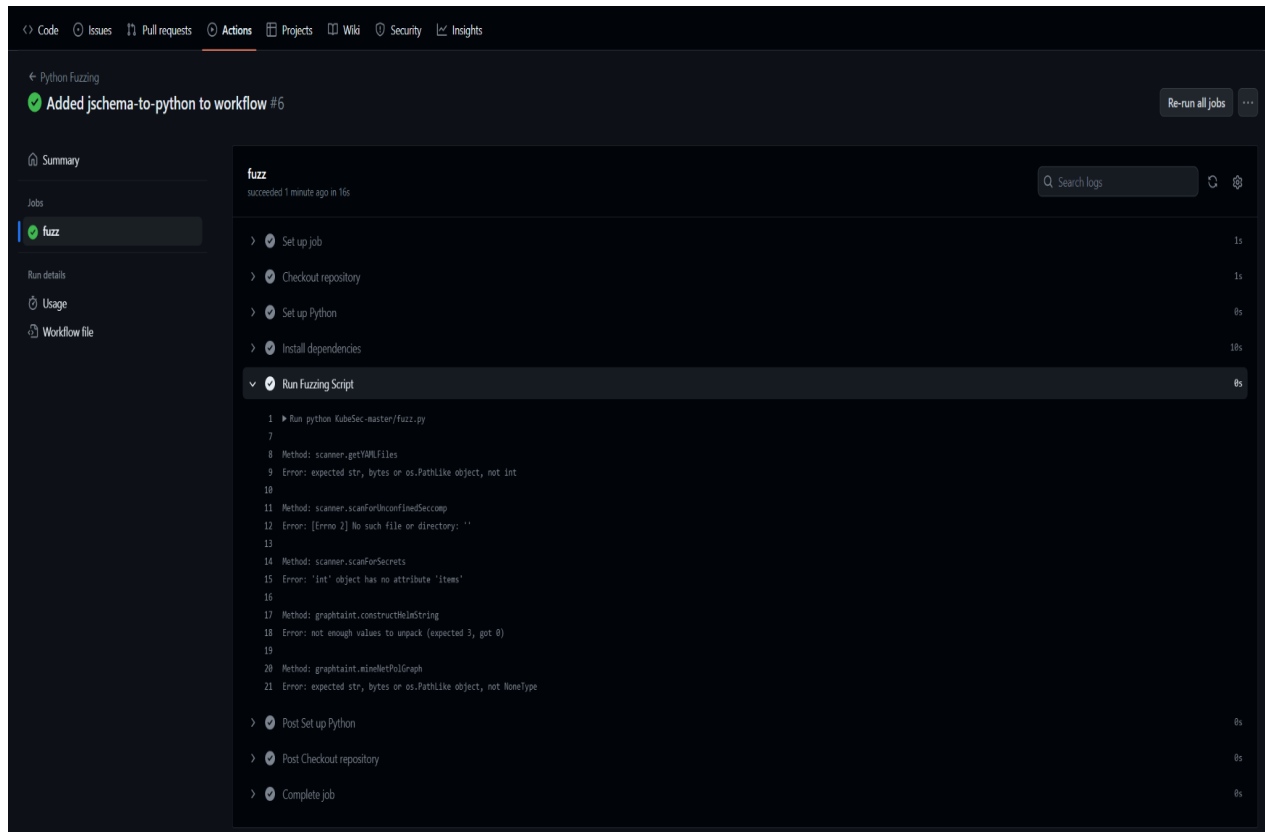 Code Issues Pull requests Actions Projects Wiki Security Insights
Python Fuzzing
Added jschema-to-python to workflow #6
Re-run all jobs
Summary
Jobs
fuzz
Run details
Usage
Workflow file
fuzz
succeeded 1 minute ago in 16s
Search logs
Set up job 1s
Checkout repository 1s
Set up Python 0s
Install dependencies 10s
Run Fuzzing Script 0s
1 Run python KubeSec-master/fuzz.py
7
8 Method: scanner.getYAMLFiles
9 Error: expected str, bytes or os.PathLike object, not int
10
11 Method: scanner.scanForUnconfinedSeccomp
12 Error: [Errno 2] No such file or directory: ''
13
14 Method: scanner.scanForSecrets
15 Error: 'int' object has no attribute 'items'
16
17 Method: graphtaint.constructHelmString
18 Error: not enough values to unpack (expected 3, got 0)
19
20 Method: graphtaint.mineNetPolGraph
21 Error: expected str, bytes or os.PathLike object, not NoneType
Post Set up Python 0s
Post Checkout repository 0s
Complete job 0s